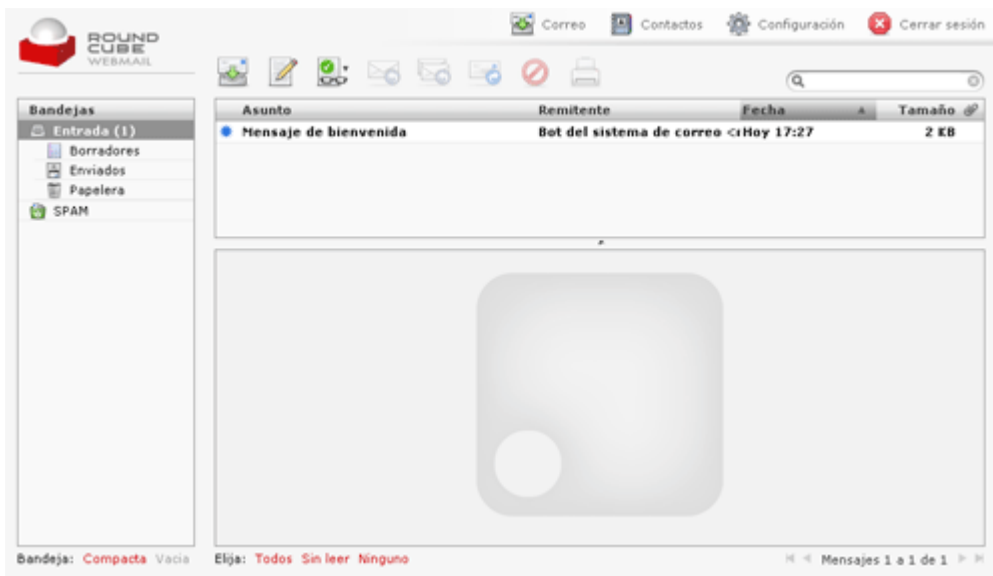 ROUND
CUBE
WEBMAIL
Correo Contactos Configuración Cerrar sesión
Bandejas
Entrada (1)
Borradores
Enviados
Papelera
SPAM
Asunto Remitente Fecha Tamaño
Mensaje de bienvenida Bot del sistema de correo <r Hoy 17:27 2 KB
Bandeja: Compacta Vacia
Elija: Todos Sin leer Ninguno
Mensajes 1 a 1 de 1